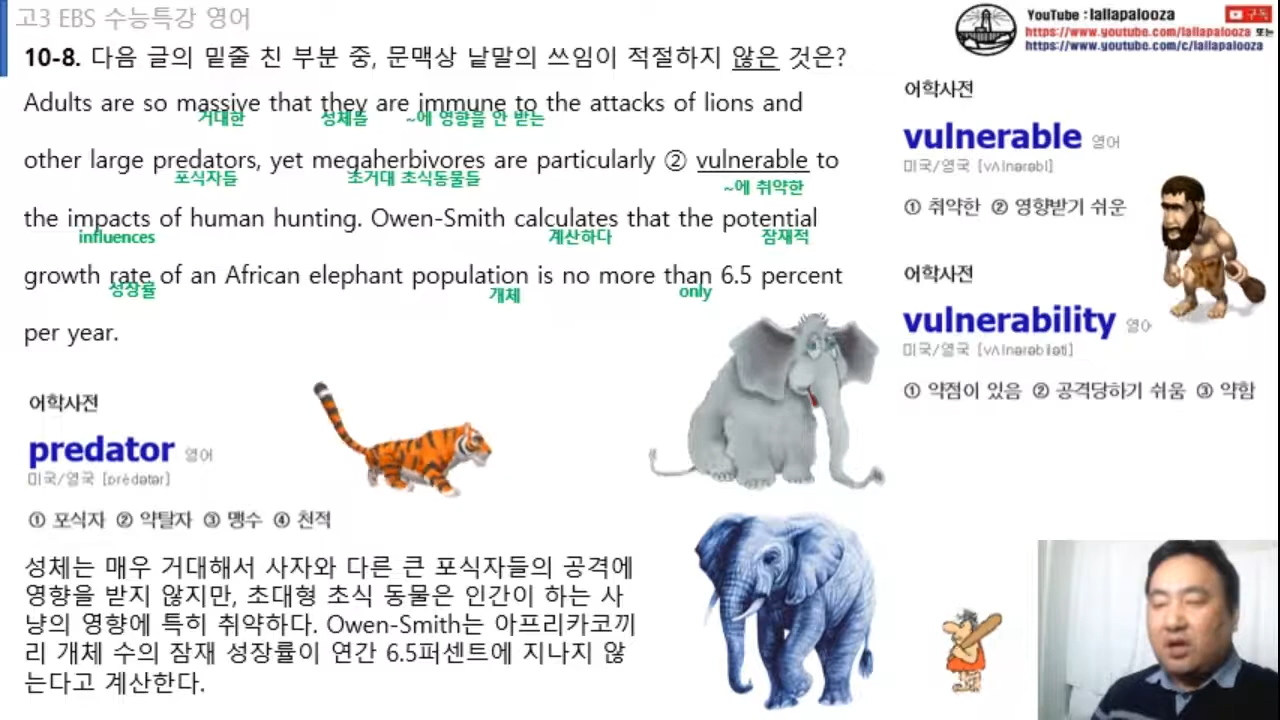 고3 EBS 수능특강 영어
YouTube : lallapalooza
구독
https://www.youtube.com/lallapalooza 또는
https://www.youtube.com/c/lallapalooza
10-8. 다음 글의 밑줄 친 부분 중, 문맥상 낱말의 쓰임이 적절하지 않은 것은?
Adults are so massive that they are immune to the attacks of lions and
거대한 성체들 ~에 영향을 안 받는
other large predators, yet megaherbivores are particularly ② vulnerable to
포식자들 초거대 초식동물들 ~에 취약한
the impacts of human hunting. Owen-Smith calculates that the potential
influences 계산하다 잠재적
growth rate of an African elephant population is no more than 6.5 percent
성장률 개체 only
per year.
어학사전
vulnerable 영어
미국/영국 [vʌlnərəbl]
① 취약한 ② 영향받기 쉬운
어학사전
vulnerability 영어
미국/영국 [vʌlnərəbíləti]
① 약점이 있음 ② 공격당하기 쉬움 ③ 약함
어학사전
predator 영어
미국/영국 [prédətər]
① 포식자 ② 약탈자 ③ 맹수 ④ 천적
성체는 매우 거대해서 사자와 다른 큰 포식자들의 공격에
영향을 받지 않지만, 초대형 초식 동물은 인간이 하는 사
냥의 영향에 특히 취약하다. Owen-Smith는 아프리카코끼
리 개체 수의 잠재 성장률이 연간 6.5퍼센트에 지나지 않
는다고 계산한다.